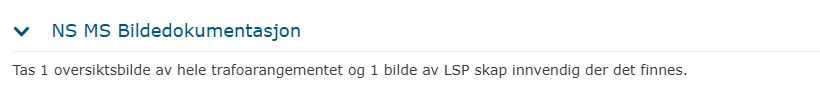 NS MS Bildedokumentasjon
Tas 1 oversiktsbilde av hele trafoarangementet og 1 bilde av LSP skap innvendig der det finnes.